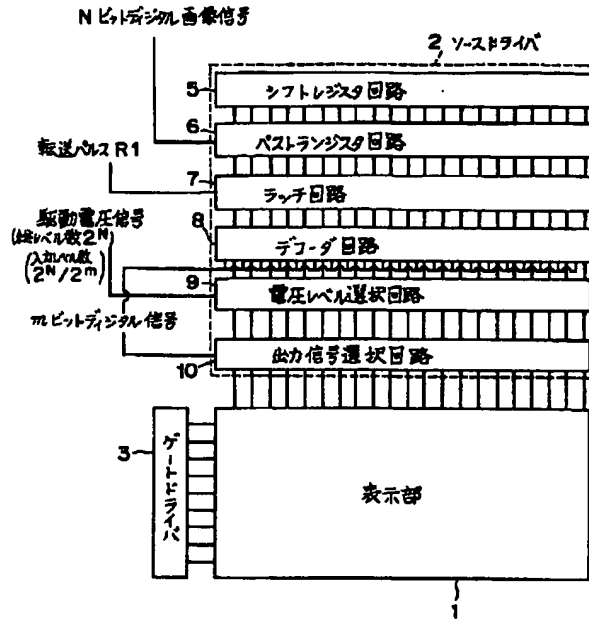 Nビットディジタル画像信号
2 ソースドライバ
5 シフトレジスタ回路
6 パストランジスタ回路
転送パルスR1
7 ラッチ回路
駆動電圧信号
(総レベル数2^N)
8 デコーダ回路
(入力レベル数
2^N/2^m)
9 電圧レベル選択回路
mビットディジタル信号
出力信号選択回路
10
3 ゲートドライバ
表示部
1